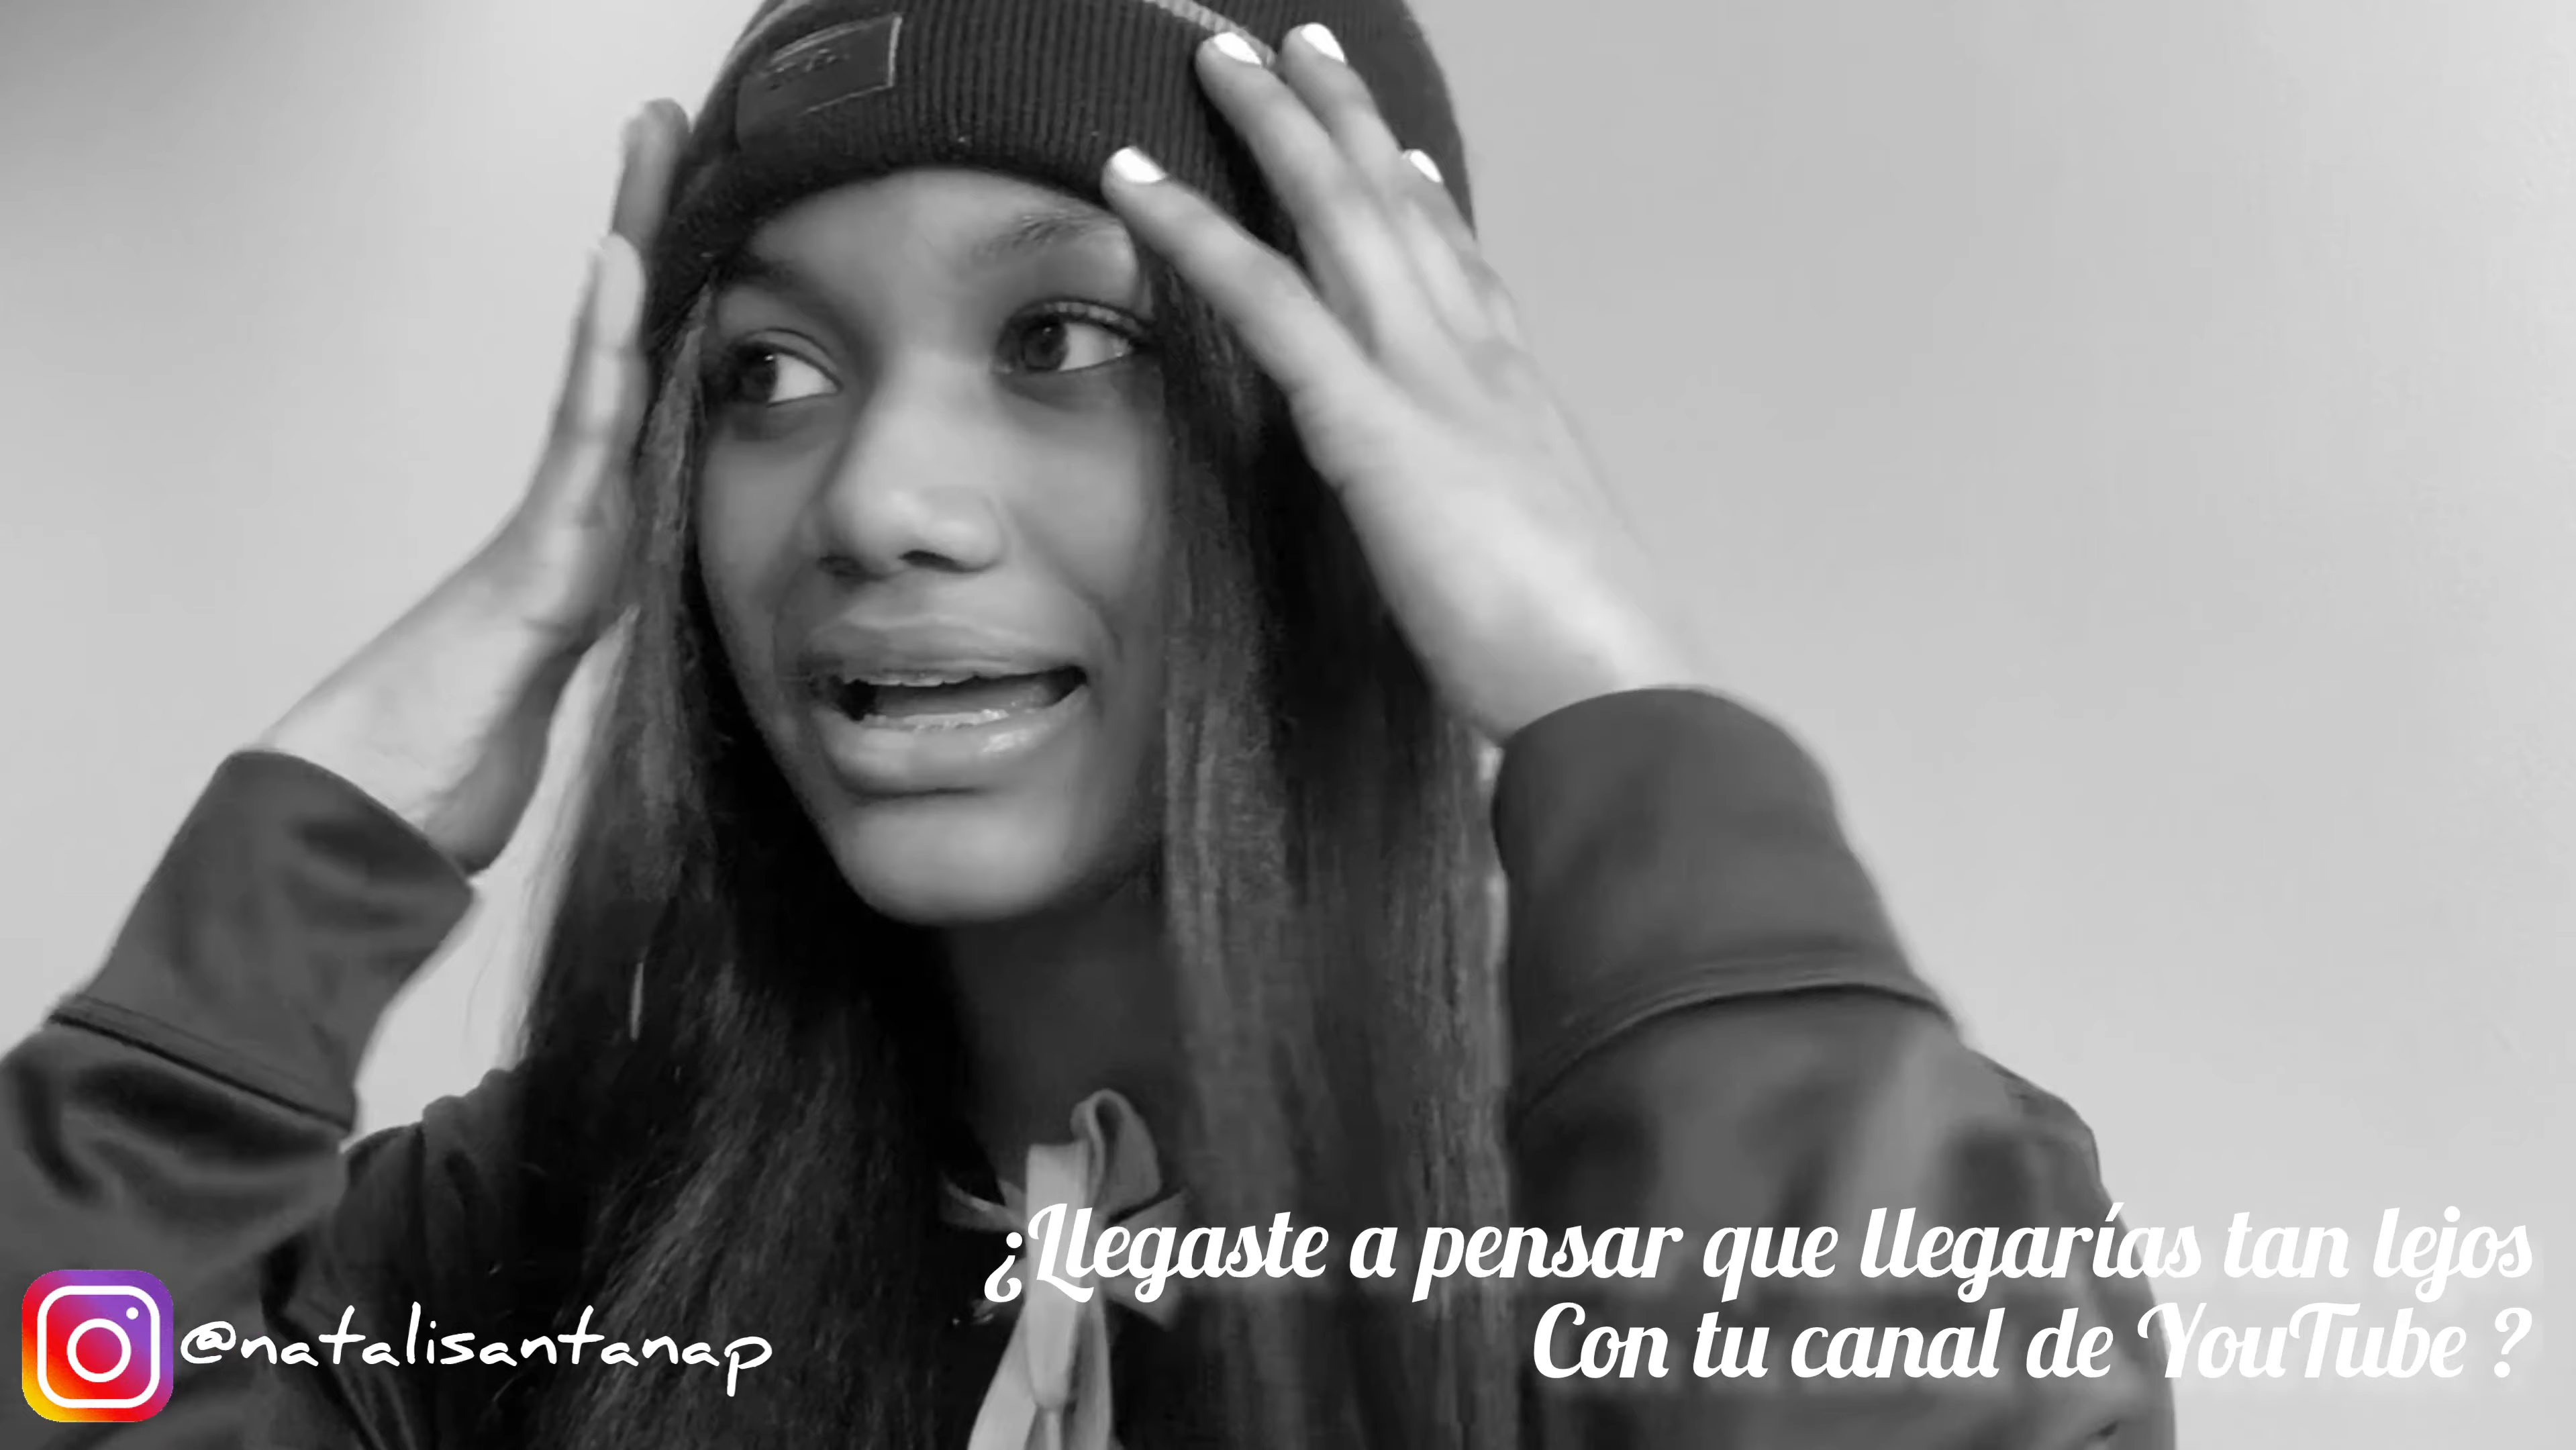 ¿Llegaste a pensar que llegarías tan lejos
Con tu canal de YouTube ?
@natalisantanap